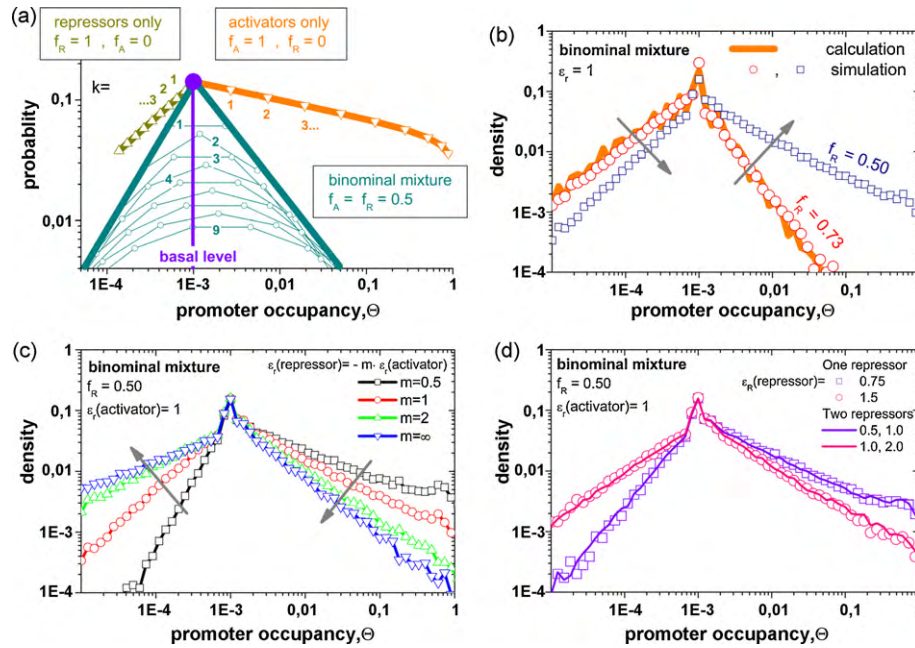 (a)
repressors only
f_R = 1 , f_A = 0
activators only
f_A = 1 , f_R = 0
k=
1
2
...3
1
2
3...
1
2
3
4
9
binominal mixture
f_A = f_R = 0.5
basal level
0,1
0,01
probablity
1E-4
1E-3
0,01
0,1
1
promoter occupancy,Θ
(b)
binominal mixture
ε_r = 1
calculation
, simulation
f_R = 0.50
f_R = 0.73
1
0,1
0,01
1E-3
1E-4
density
1E-4
1E-3
0,01
0,1
promoter occupancy,Θ
(c)
binominal mixture
f_R = 0.50
ε_r(activator)= 1
ε_r(repressor)= - m· ε_r(activator)
m=0.5
m=1
m=2
m=∞
1
0,1
0,01
1E-3
1E-4
density
1E-4
1E-3
0,01
0,1
1
promoter occupancy,Θ
(d)
binominal mixture
f_R = 0.50
ε_r(activator)= 1
One repressor
ε_R(repressor)= 0.75
1.5
Two repressors
0.5, 1.0
1.0, 2.0
1
0,1
0,01
1E-3
1E-4
density
1E-4
1E-3
0,01
0,1
promoter occupancy,Θ